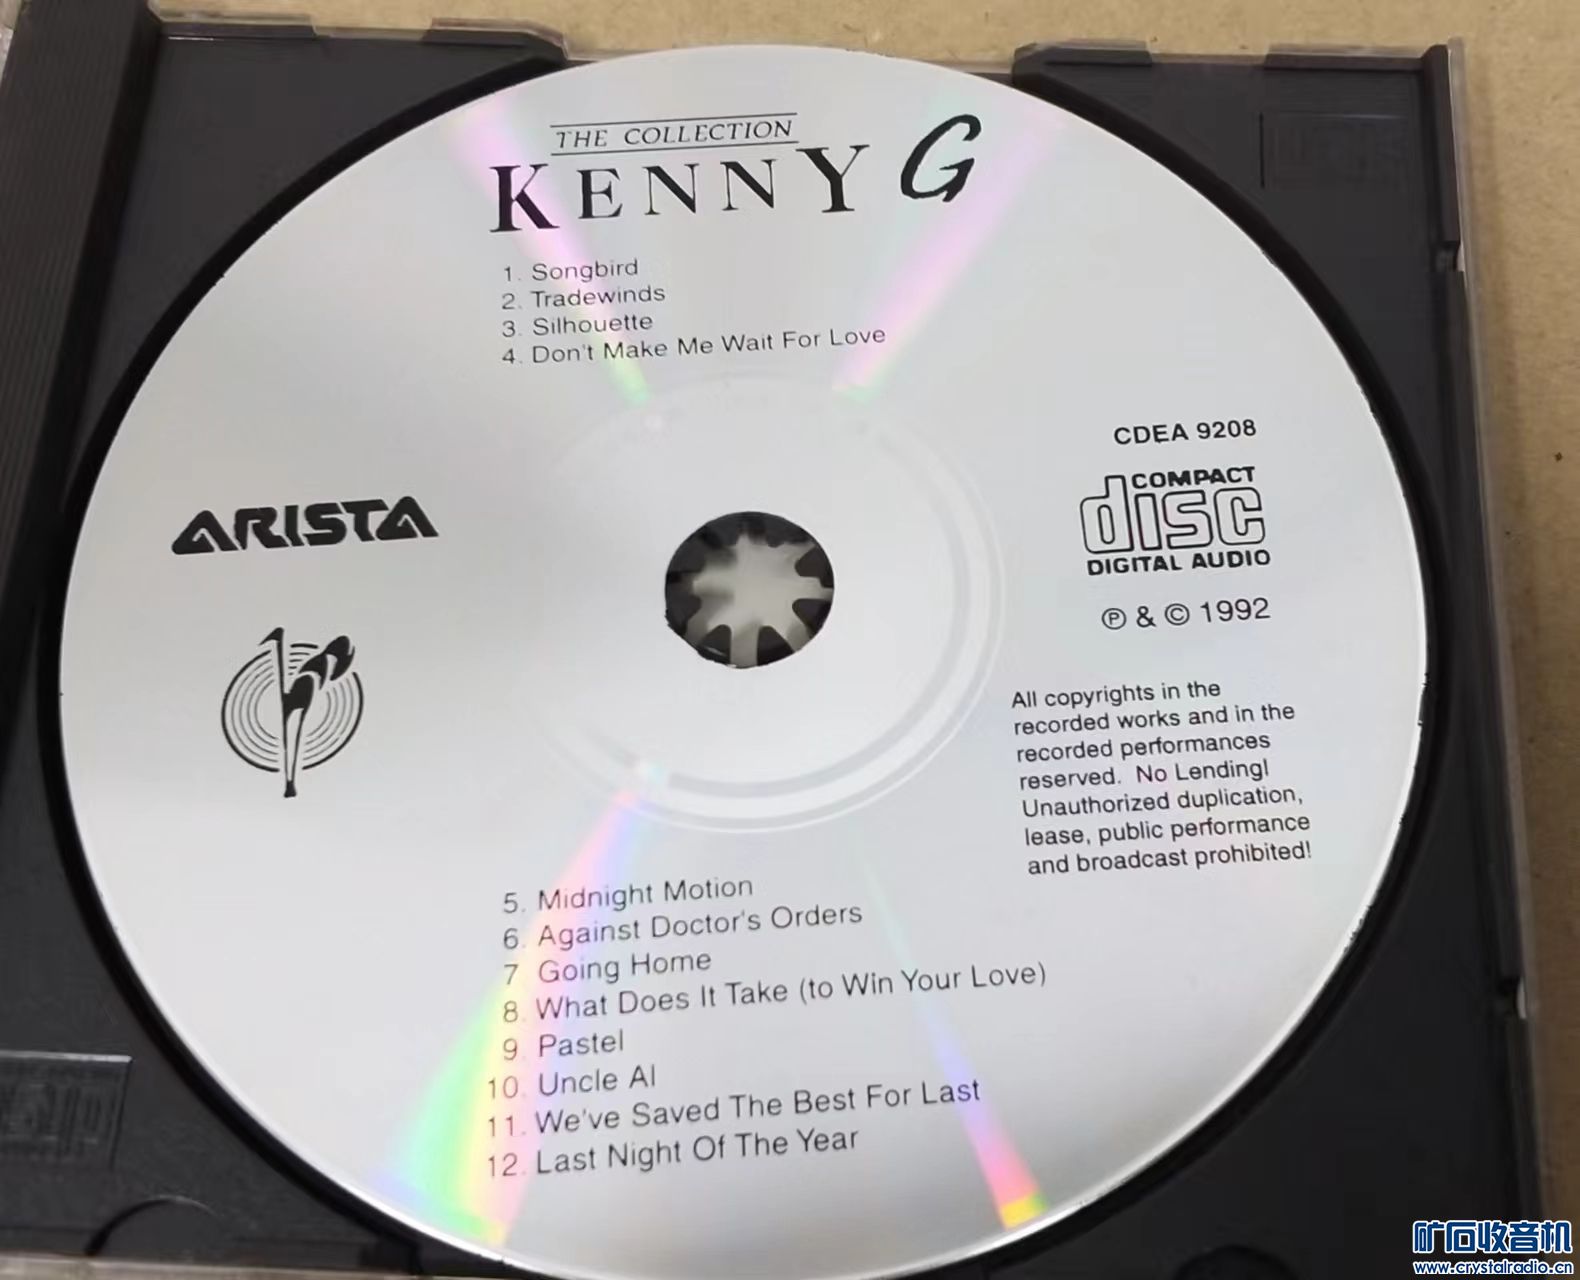 THE COLLECTION
KENNY G
1. Songbird
2. Tradewinds
3. Silhouette
4. Don't Make Me Wait For Love
ARISTA
CDEA 9208
COMPACT
disc
DIGITAL AUDIO
℗ & © 1992
All copyrights in the
recorded works and in the
recorded performances
reserved. No Lending!
Unauthorized duplication,
lease, public performance
and broadcast prohibited!
5. Midnight Motion
6. Against Doctor's Orders
7 Going Home
8. What Does It Take (to Win Your Love)
9. Pastel
10. Uncle Al
11. We've Saved The Best For Last
12. Last Night Of The Year
矿石收音机
www.crystalradio.cn